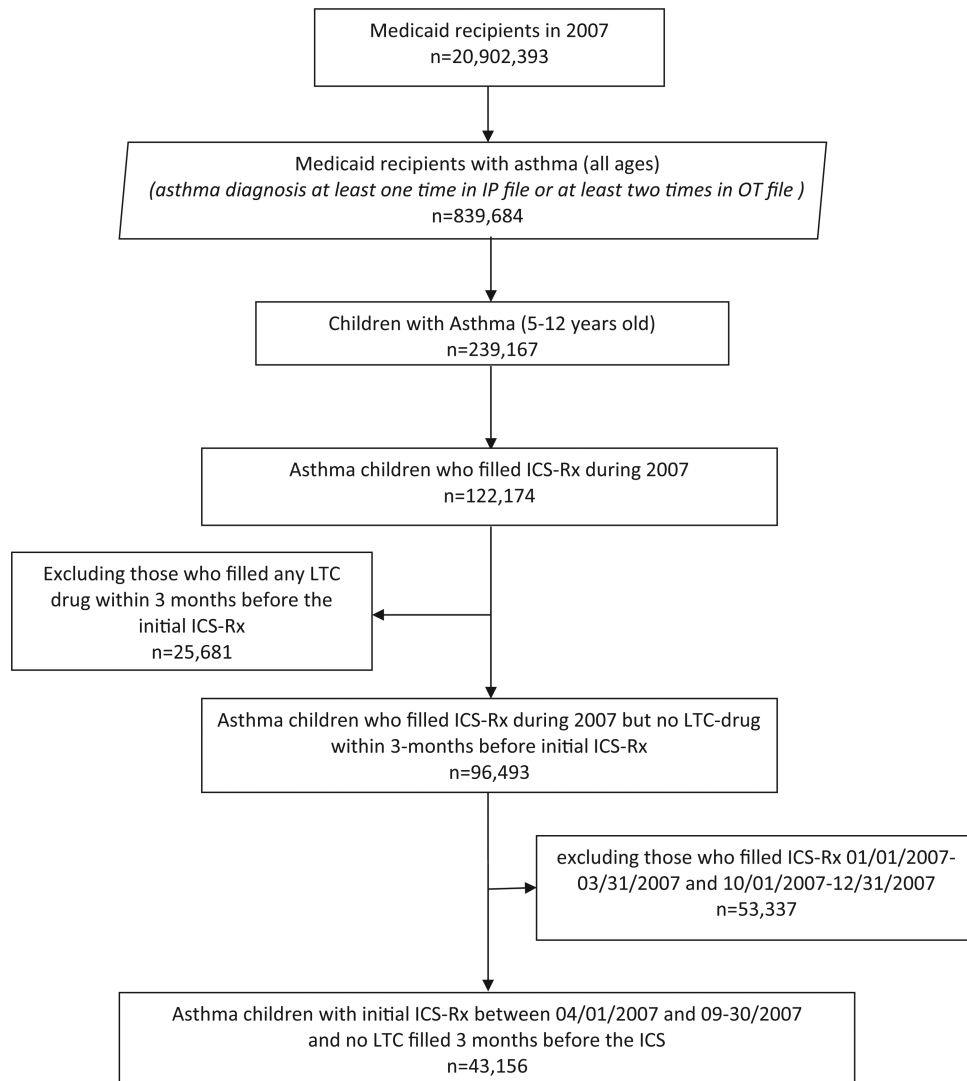 Medicaid recipients in 2007
n=20,902,393
Medicaid recipients with asthma (all ages)
(asthma diagnosis at least one time in IP file or at least two times in OT file )
n=839,684
Children with Asthma (5-12 years old)
n=239,167
Asthma children who filled ICS-Rx during 2007
n=122,174
Excluding those who filled any LTC
drug within 3 months before the
initial ICS-Rx
n=25,681
Asthma children who filled ICS-Rx during 2007 but no LTC-drug
within 3-months before initial ICS-Rx
n=96,493
excluding those who filled ICS-Rx 01/01/2007-
03/31/2007 and 10/01/2007-12/31/2007
n=53,337
Asthma children with initial ICS-Rx between 04/01/2007 and 09-30/2007
and no LTC filled 3 months before the ICS
n=43,156